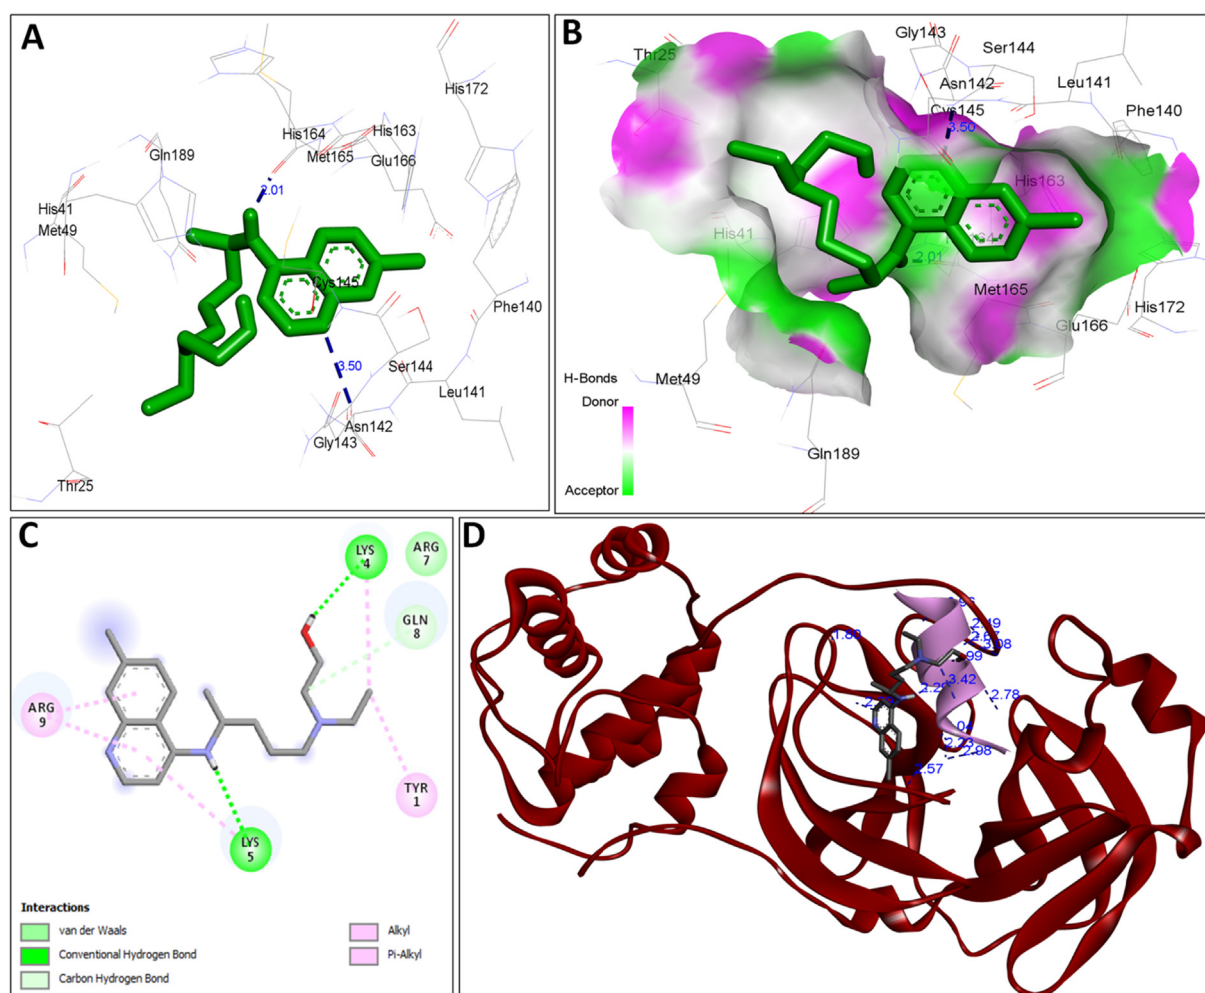 A
His172
His164
His163
Met165
Gln189
Glu166
2.01
His41
Met49
Cys145
Phe140
3.50
Ser144
Leu141
Asn142
Gly143
Thr25
B
Gly143
Thr25
Ser144
Asn142
Leu141
Cys145
Phe140
3.50
His163
His41
2.01
Met165
His172
Glu166
Met49
H-Bonds
Donor
Gln189
Acceptor
C
LYS
4
ARG
7
GLN
8
ARG
9
TYR
1
LYS
5
Interactions
van der Waals
Alkyl
Conventional Hydrogen Bond
Pi-Alkyl
Carbon Hydrogen Bond
D
2.49
1.80
3.08
3.42
2.78
2.23
2.98
2.57